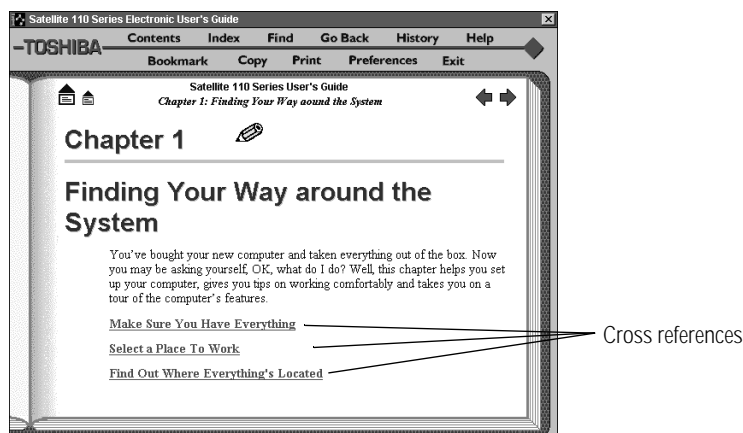 Satellite 110 Series Electronic User's Guide
TOSHIBA
Contents Index Find Go Back History Help
Bookmark Copy Print Preferences Exit
Satellite 110 Series User's Guide
Chapter 1: Finding Your Way aound the System
Chapter 1
Finding Your Way around the
System
You've bought your new computer and taken everything out of the box. Now
you may be asking yourself, OK, what do I do? Well, this chapter helps you set
up your computer, gives you tips on working comfortably and takes you on a
tour of the computer's features.
Make Sure You Have Everything
Select a Place To Work
Find Out Where Everything's Located
Cross references